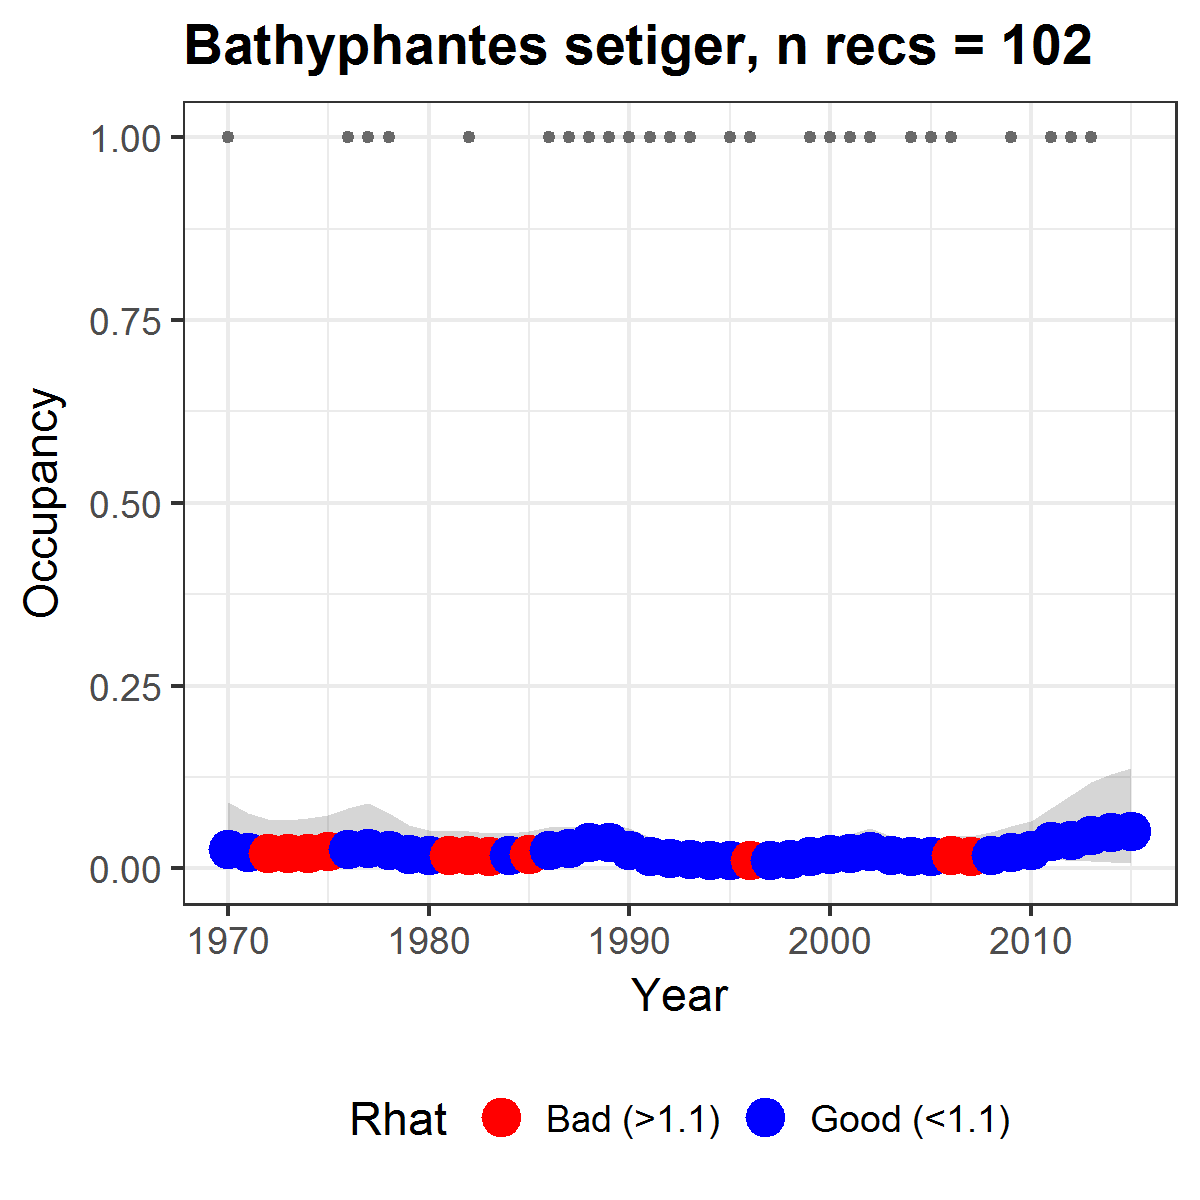 Bathyphantes setiger, n recs = 102
1.00
0.75
0.50
0.25
0.00
Occupancy
1970 1980 1990 2000 2010
Year
Rhat Bad (>1.1) Good (<1.1)